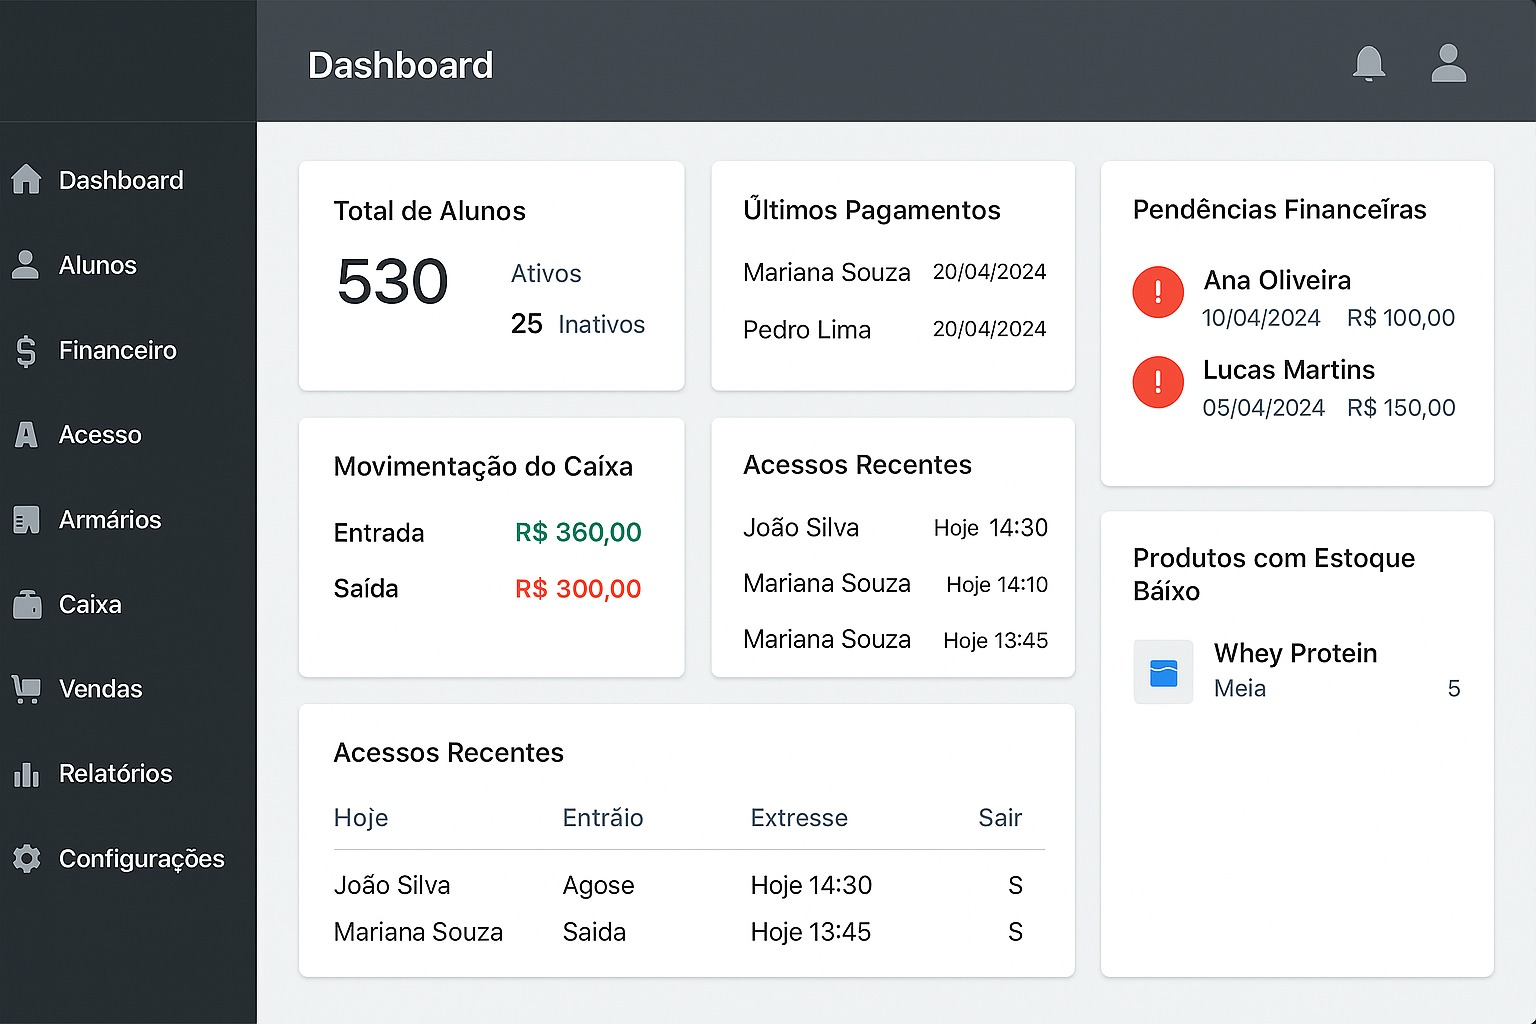 Dashboard
Dashboard
Alunos
Financeiro
Acesso
Armários
Caixa
Vendas
Relatórios
Configurações
Total de Alunos
530 Ativos
25 Inativos
Űltimos Pagamentos
Mariana Souza 20/04/2024
Pedro Lima 20/04/2024
Pendências Financeĩras
Ana Oliveira
10/04/2024 R$ 100,00
Lucas Martins
05/04/2024 R$ 150,00
Movimentação do Caíxa
Entrada R$ 360,00
Saída R$ 300,00
Acessos Recentes
João Silva Hoje 14:30
Mariana Souza Hoje 14:10
Mariana Souza Hoje 13:45
Produtos com Estoque
Báíxo
Whey Protein
Meia 5
Acessos Recentes
Hoje Entrãio Extresse Sair
João Silva Agose Hoje 14:30 S
Mariana Souza Saida Hoje 13:45 S